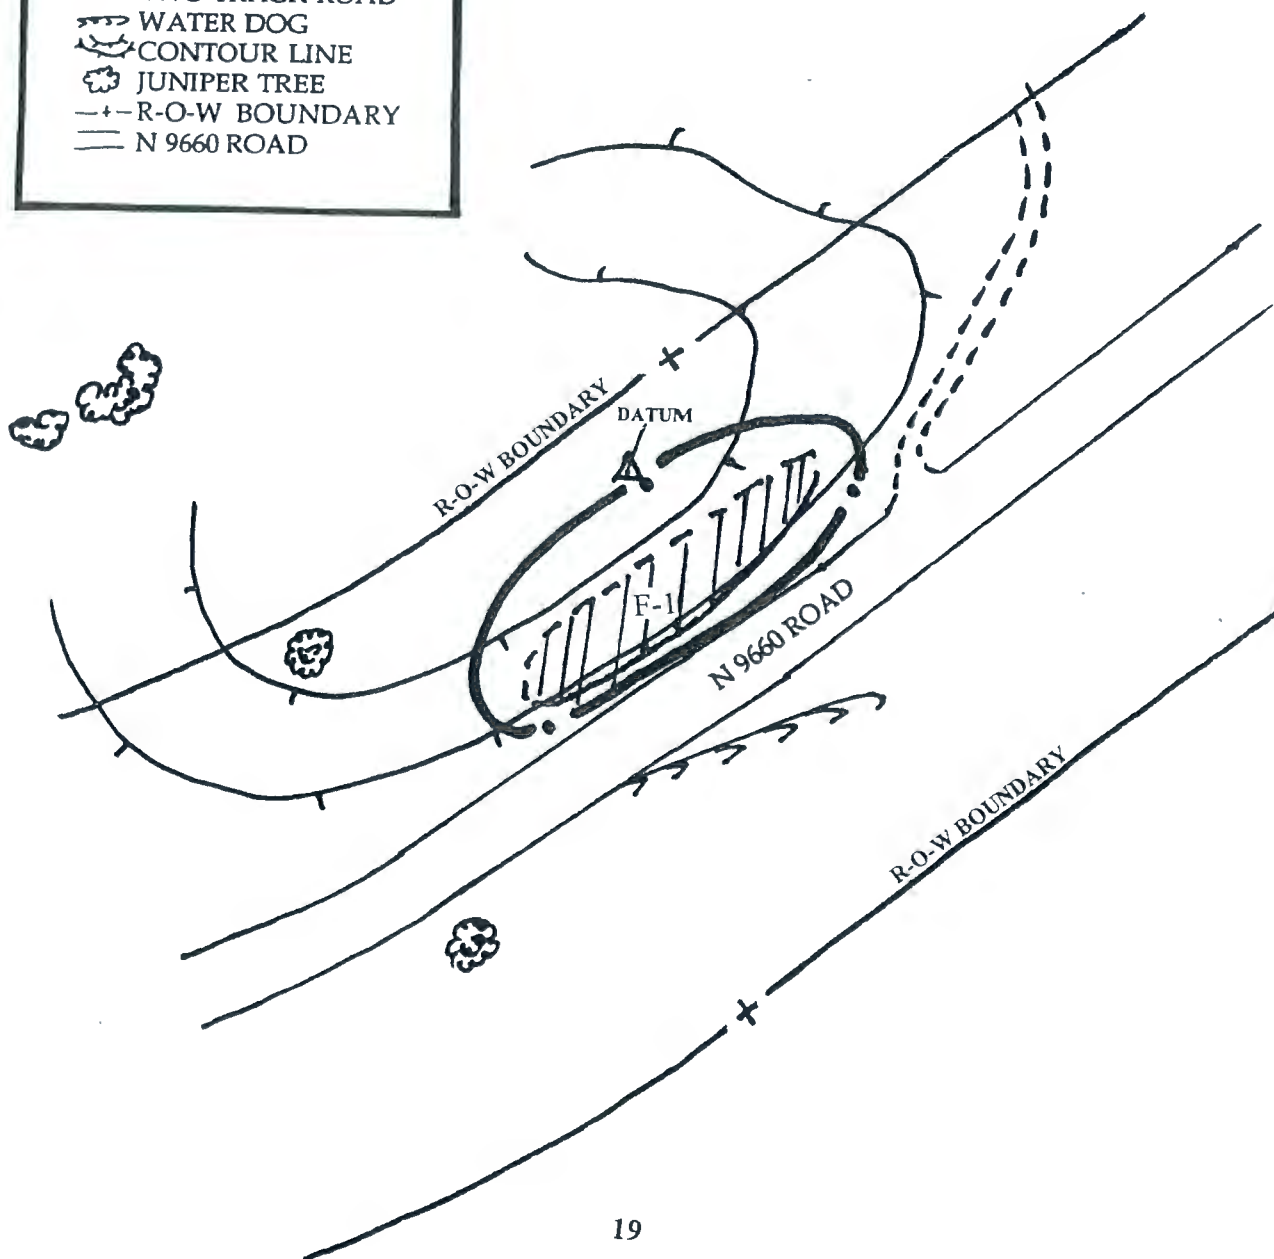 WATER DOG
CONTOUR LINE
JUNIPER TREE
R-O-W BOUNDARY
N 9660 ROAD
R-O-W BOUNDARY
DATUM
F-1
N 9660 ROAD
R-O-W BOUNDARY
19